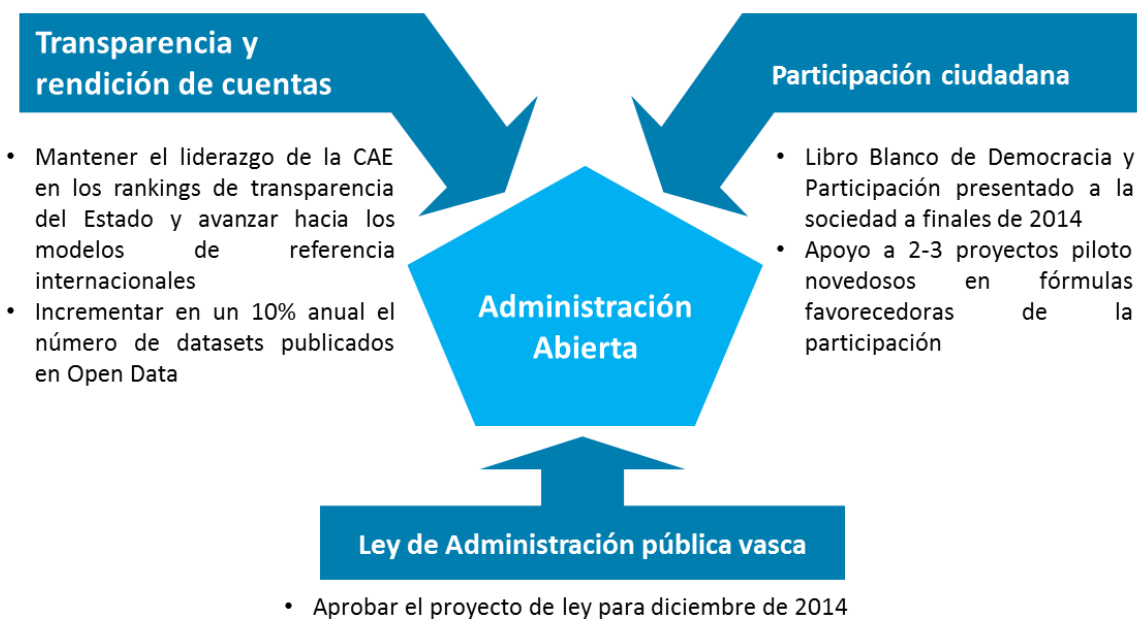 Transparencia y
rendición de cuentas
• Mantener el liderazgo de la CAE
en los rankings de transparencia
del Estado y avanzar hacia los
modelos de referencia
internacionales
• Incrementar en un 10% anual el
número de datasets publicados
en Open Data
Participación ciudadana
• Libro Blanco de Democracia y
Participación presentado a la
sociedad a finales de 2014
• Apoyo a 2-3 proyectos piloto
novedosos en fórmulas
favorecedoras de la
participación
Administración
Abierta
Ley de Administración pública vasca
• Aprobar el proyecto de ley para diciembre de 2014